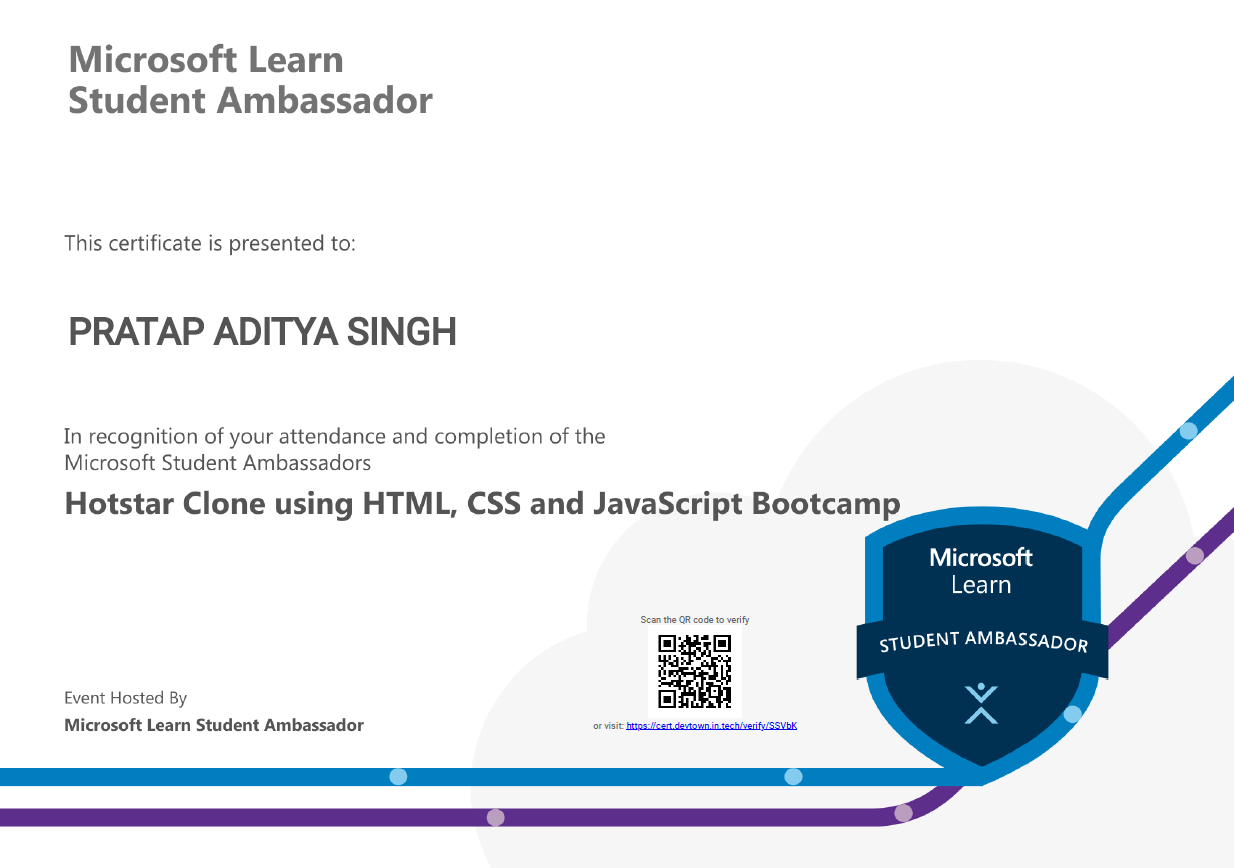 Microsoft Learn
Student Ambassador
This certificate is presented to:
PRATAP ADITYA SINGH
In recognition of your attendance and completion of the
Microsoft Student Ambassadors
Hotstar Clone using HTML, CSS and JavaScript Bootcamp
Microsoft
Learn
STUDENT AMBASSADOR
Scan the QR code to verify
or visit: https://cert.devtown.in.tech/verify/SSVbK
Event Hosted By
Microsoft Learn Student Ambassador